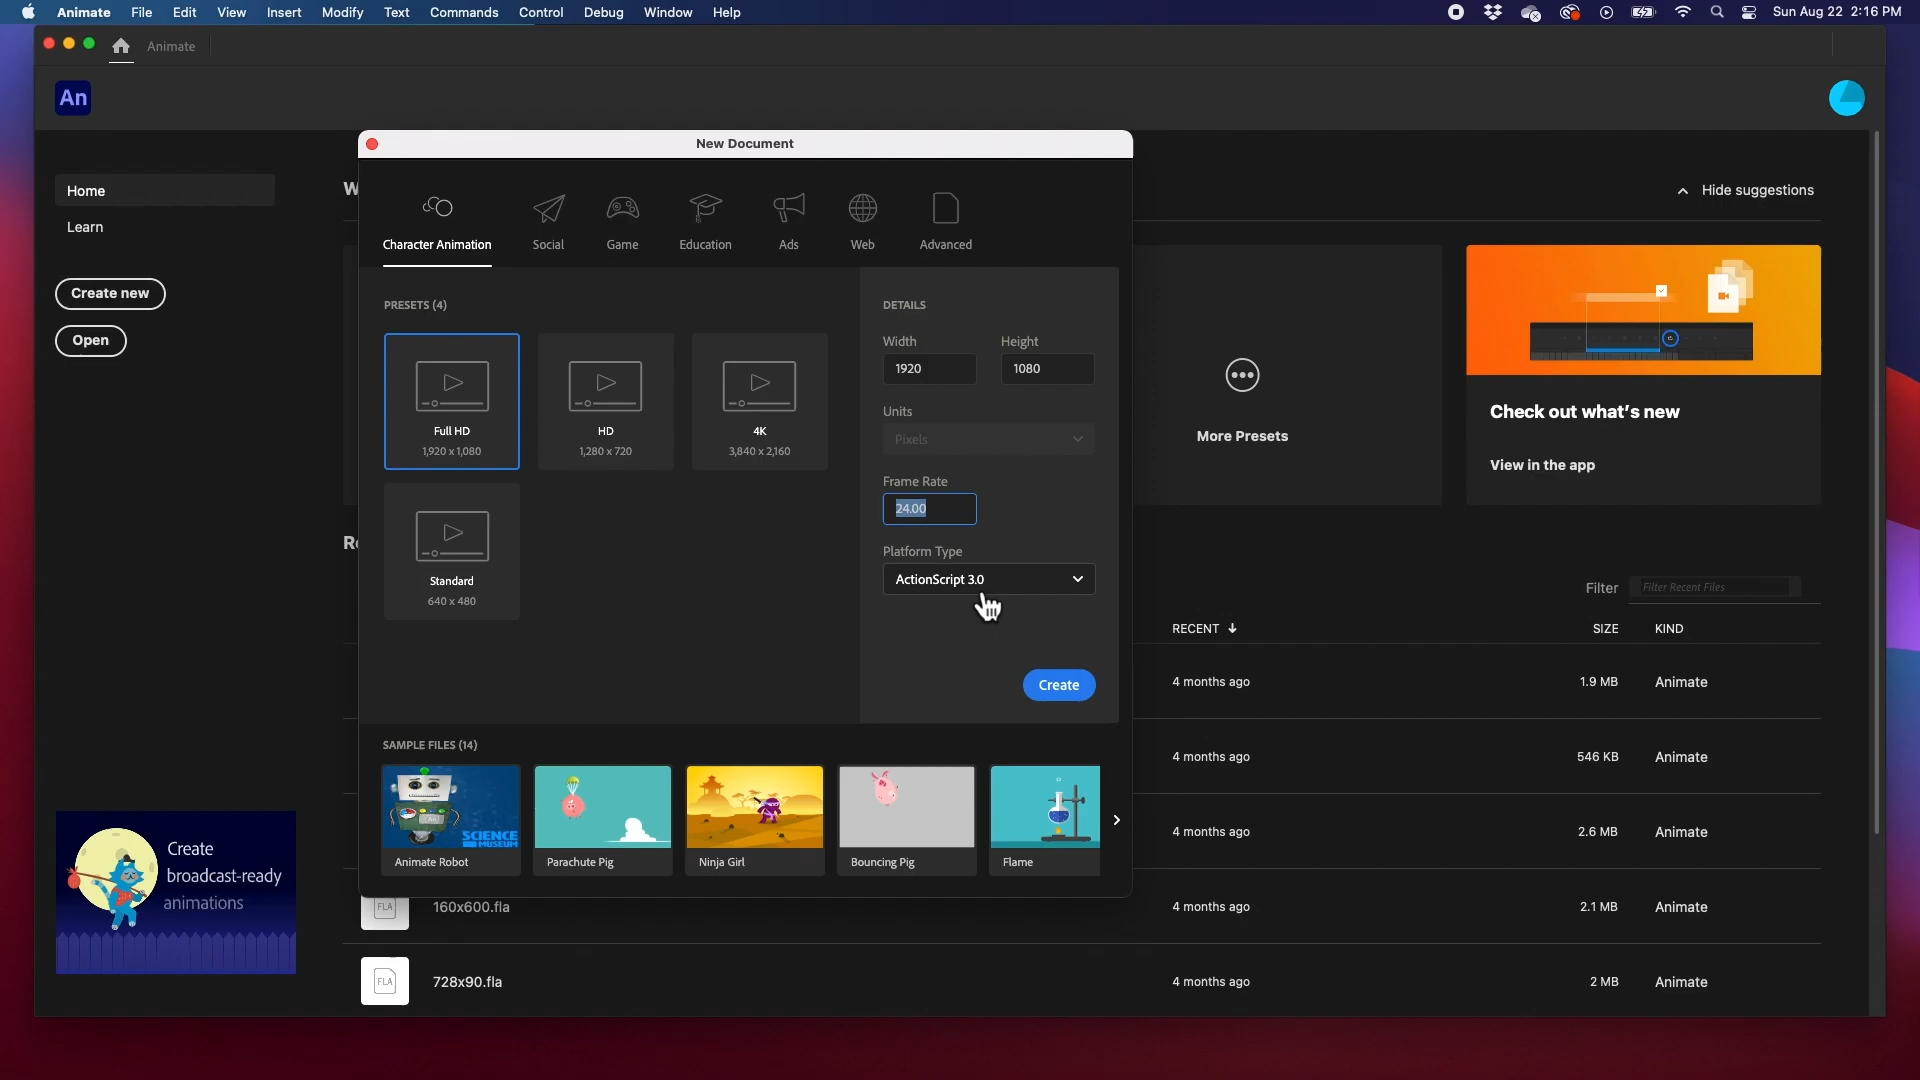 Animate File Edit View Insert Modify Text Commands Control Debug Window Help Sun Aug 22 2:16 PM
Animate
An
New Document
Home
Learn
Create new
Open
W
Hide suggestions
Character Animation Social Game Education Ads Web Advanced
PRESETS (4)
Full HD
1,920 x 1,080
HD
1,280 x 720
4K
3,840 x 2,160
Standard
640 x 480
DETAILS
Width Height
1920 1080
Units
Pixels
Frame Rate
24.00
Platform Type
ActionScript 3.0
Create
More Presets
Check out what's new
View in the app
Re
Filter Filter Recent Files
RECENT SIZE KIND
4 months ago 1.9 MB Animate
4 months ago 546 KB Animate
4 months ago 2.6 MB Animate
SAMPLE FILES (14)
SCIENCE
MUSEUM
An
Animate Robot
Parachute Pig
Ninja Girl
Bouncing Pig
Flame
FLA 160x600.fla 4 months ago 2.1 MB Animate
FLA 728x90.fla 4 months ago 2 MB Animate
Create
broadcast-ready
animations